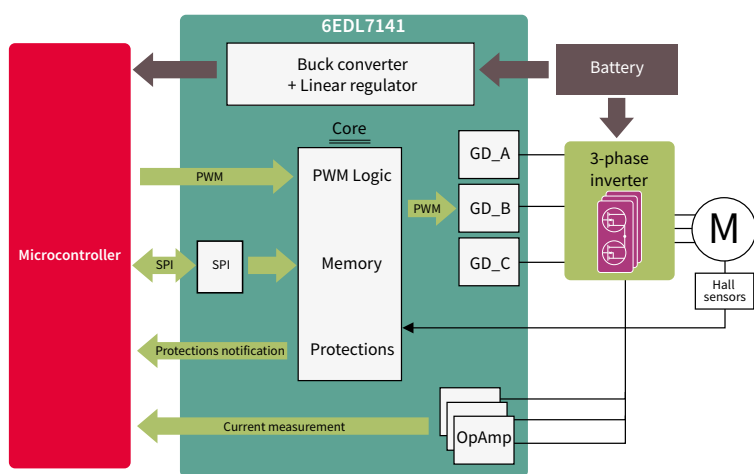 6EDL7141
Buck converter
+ Linear regulator
Battery
Core
PWM
PWM Logic
PWM
GD_A
GD_B
GD_C
3-phase
inverter
M
Hall
sensors
Microcontroller
SPI
SPI
Memory
Protections notification
Protections
Current measurement
OpAmp